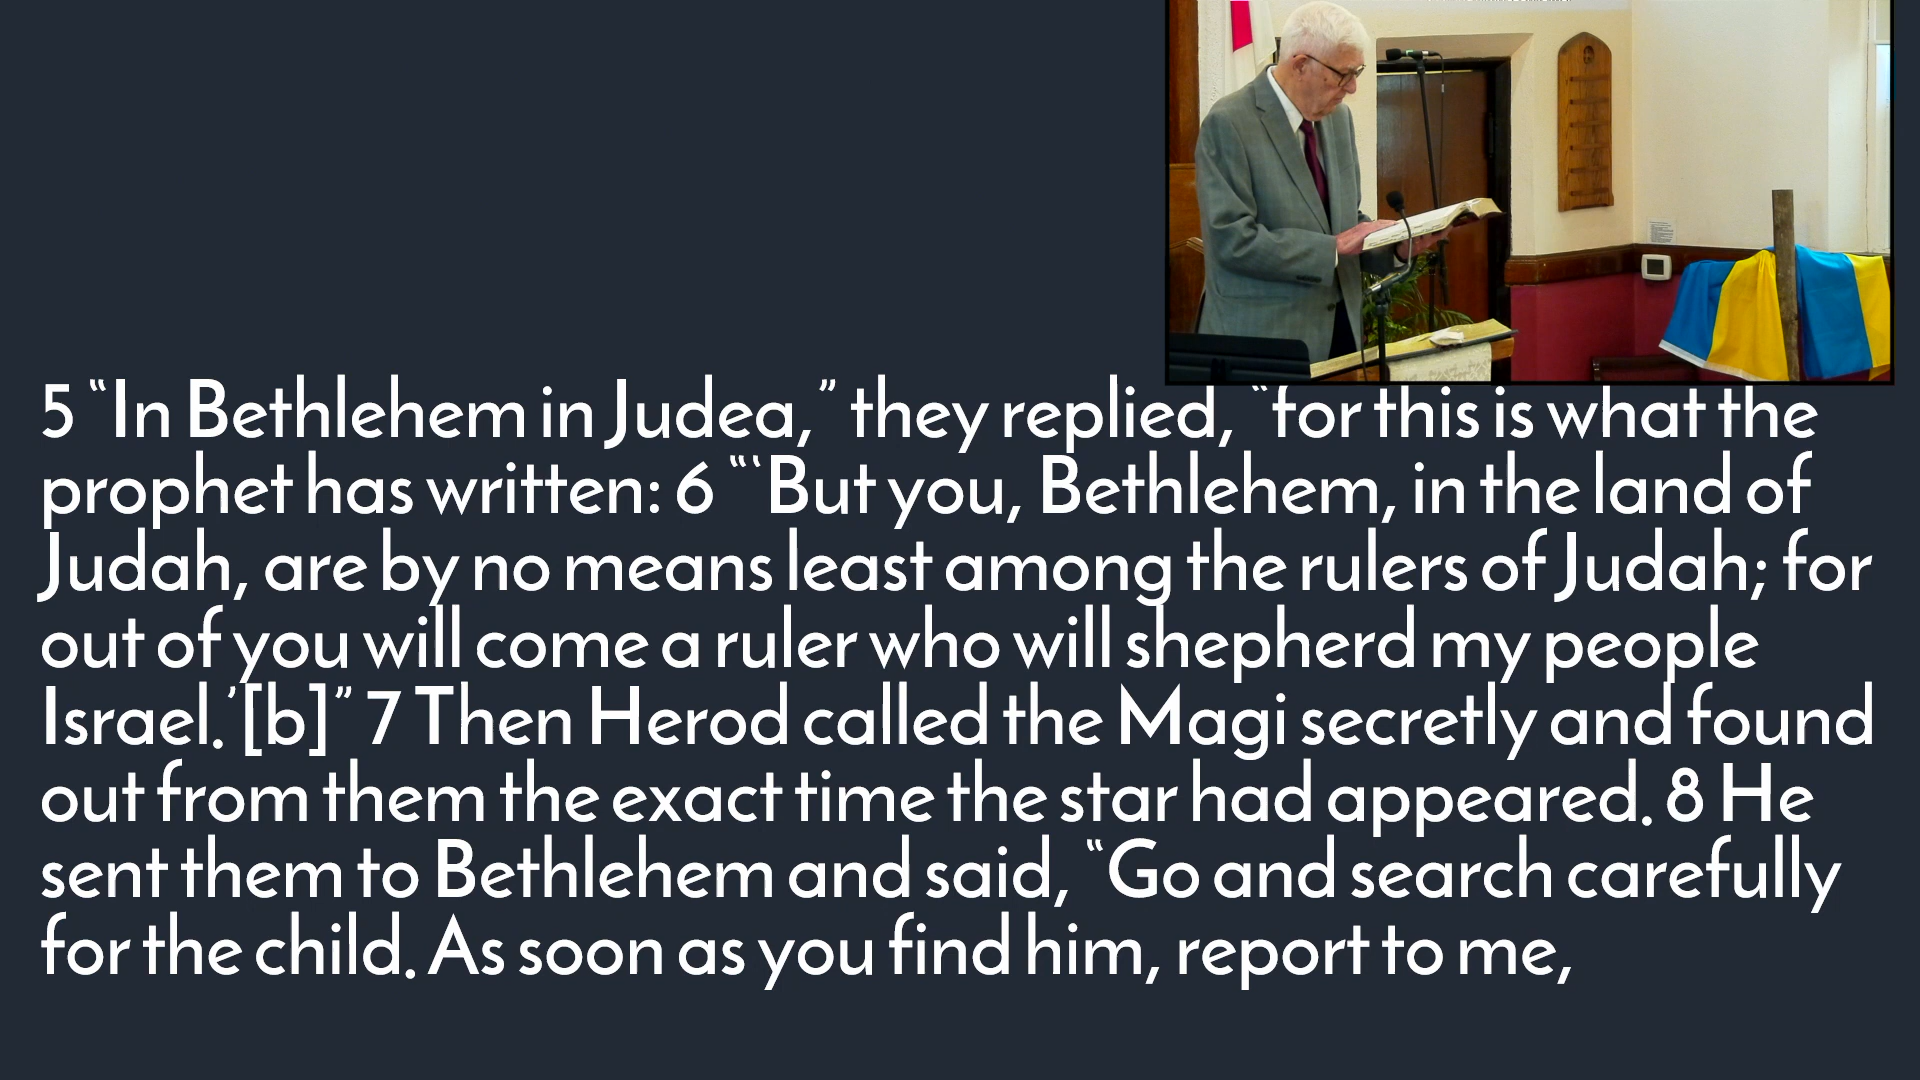 5 “In Bethlehem in Judea,” they replied, “for this is what the
prophet has written: 6 “‘But you, Bethlehem, in the land of
Judah, are by no means least among the rulers of Judah; for
out of you will come a ruler who will shepherd my people
Israel.’[b]” 7 Then Herod called the Magi secretly and found
out from them the exact time the star had appeared. 8 He
sent them to Bethlehem and said, “Go and search carefully
for the child. As soon as you find him, report to me,